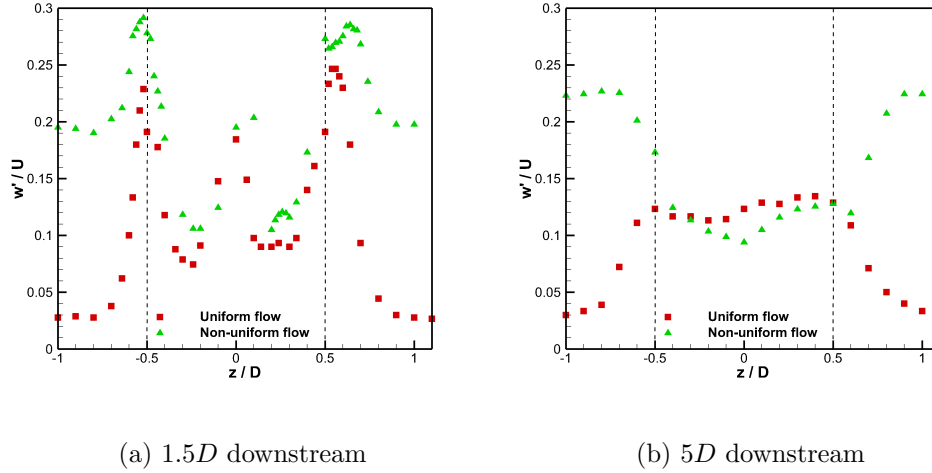 0.3
0.25
0.2
0.15
0.1
0.05
0
w' / U
-1
-0.5
0
0.5
1
z / D
Uniform flow
Non-uniform flow
(a) 1.5D downstream
0.3
0.25
0.2
0.15
0.1
0.05
0
w' / U
-1
-0.5
0
0.5
1
z / D
Uniform flow
Non-uniform flow
(b) 5D downstream